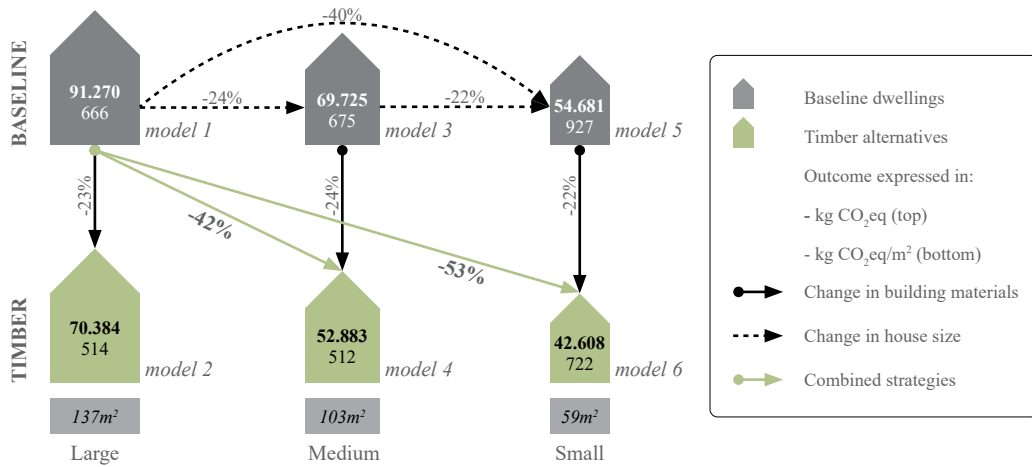 BASELINE
-40%
91.270
666
model 1
-24%
69.725
675
model 3
-22%
54.681
927
model 5
-23%
-42%
-24%
-53%
-22%
TIMBER
70.384
514
model 2
52.883
512
model 4
42.608
722
model 6
137m²
103m²
59m²
Large
Medium
Small
Baseline dwellings
Timber alternatives
Outcome expressed in:
- kg CO₂eq (top)
- kg CO₂eq/m² (bottom)
Change in building materials
Change in house size
Combined strategies